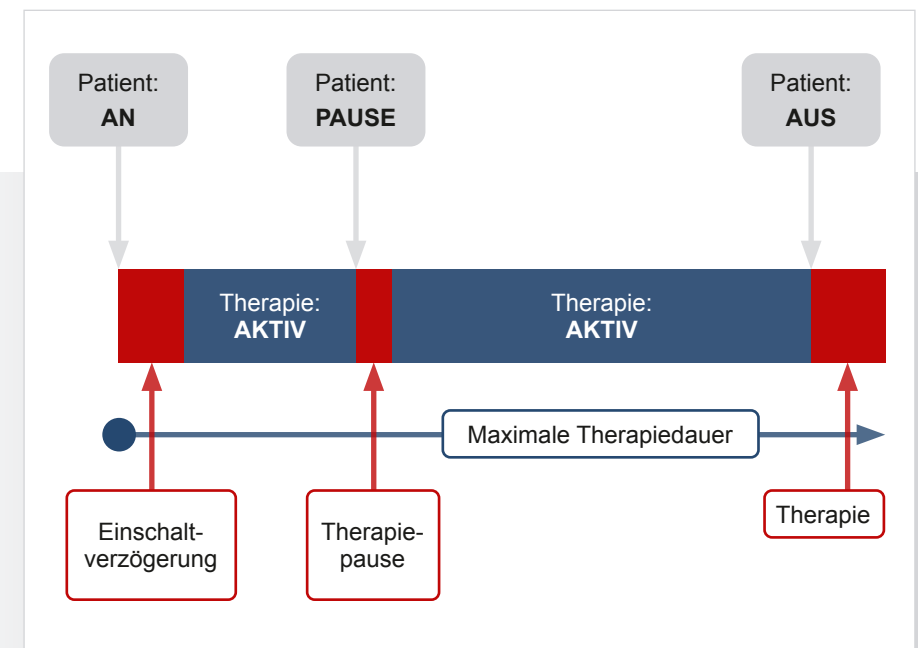 Patient:
AN
Patient:
PAUSE
Patient:
AUS
Therapie:
AKTIV
Therapie:
AKTIV
Maximale Therapiedauer
Einschalt-
verzögerung
Therapie-
pause
Therapie